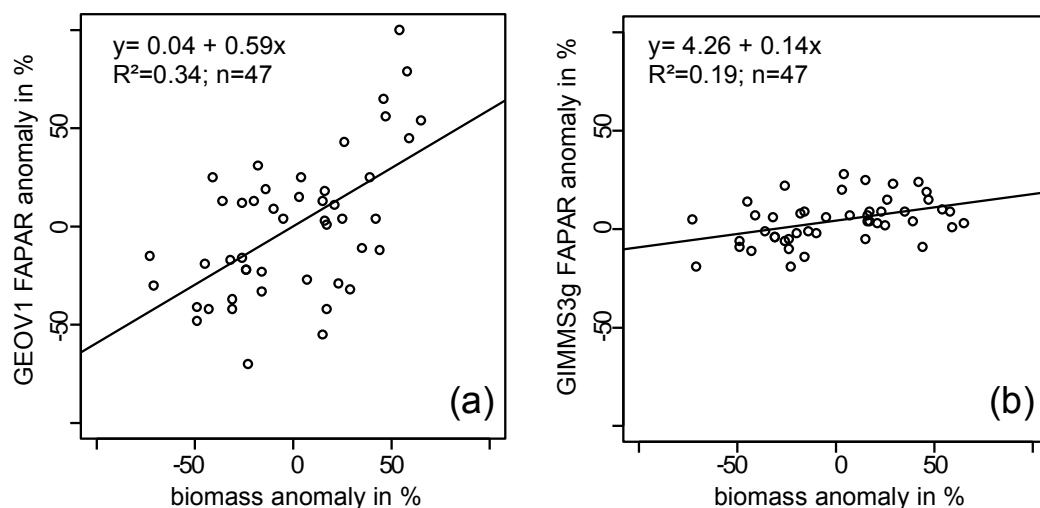 y= 0.04 + 0.59x
R²=0.34; n=47
50
0
-50
GEOV1 FAPAR anomaly in %
(a)
-50 0 50
biomass anomaly in %
y= 4.26 + 0.14x
R²=0.19; n=47
50
0
-50
GIMMS3g FAPAR anomaly in %
(b)
-50 0 50
biomass anomaly in %